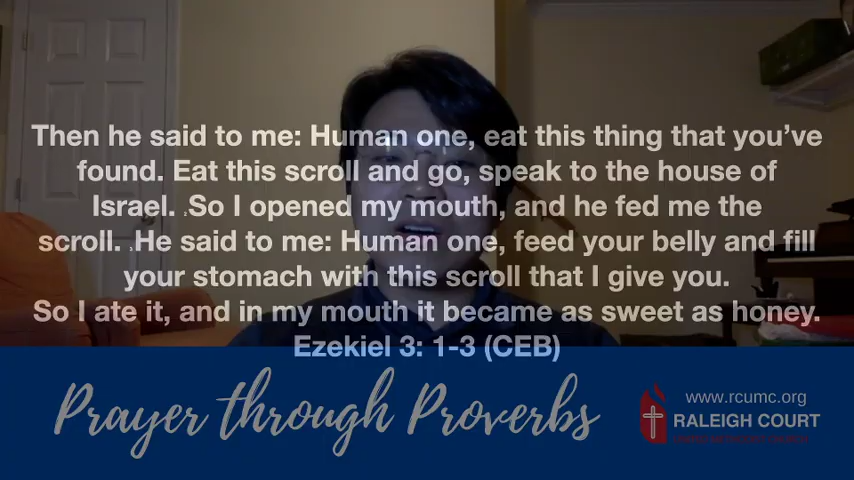 Then he said to me: Human one, eat this thing that you've
found. Eat this scroll and go, speak to the house of
Israel. So I opened my mouth, and he fed me the
scroll. He said to me: Human one, feed your belly and fill
your stomach with this scroll that I give you.
So I ate it, and in my mouth it became as sweet as honey.
Ezekiel 3: 1-3 (CEB)
Prayer through Proverbs
www.rcumc.org
RALEIGH COURT